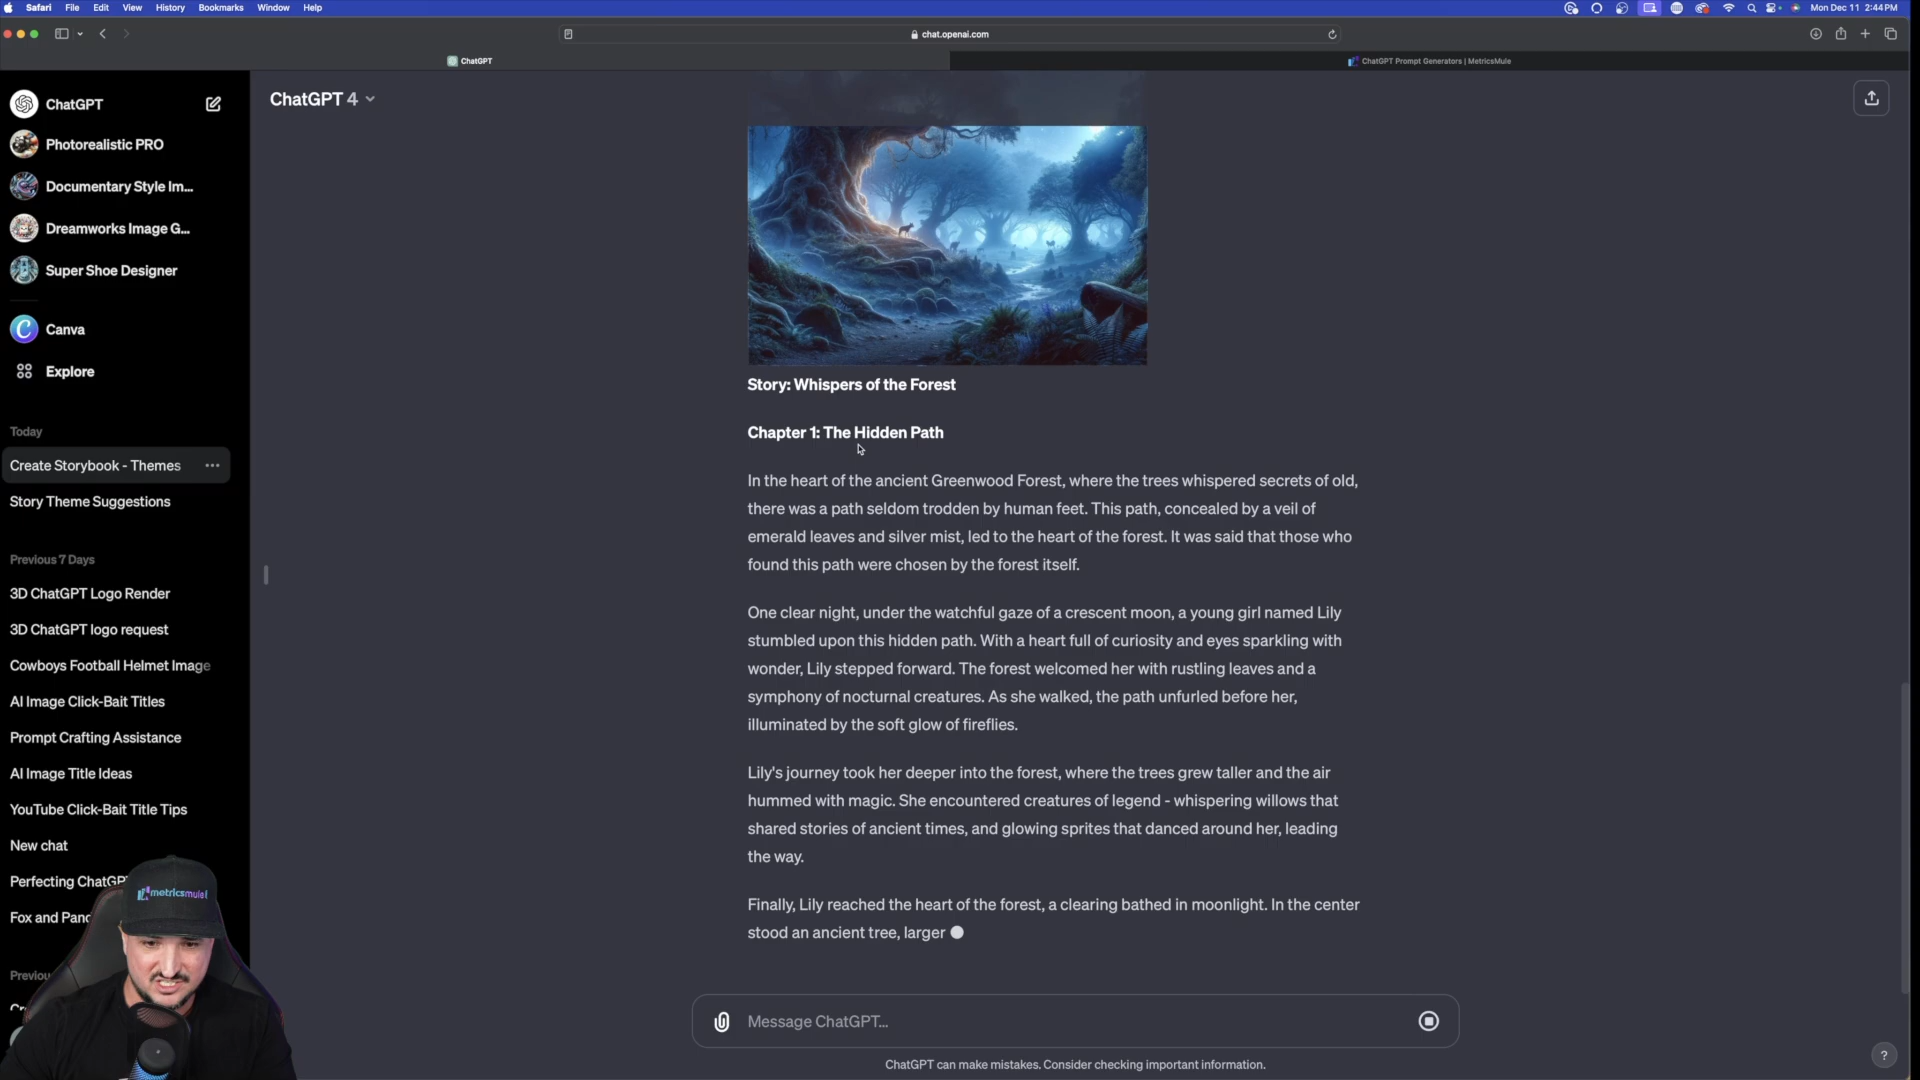 Safari File Edit View History Bookmarks Window Help
Mon Dec 11 2:44 PM
chat.openai.com
ChatGPT
ChatGPT Prompt Generators | MetricsMule
ChatGPT
Photorealistic PRO
Documentary Style Im...
Dreamworks Image G...
Super Shoe Designer
Canva
Explore
Today
Create Storybook - Themes
Story Theme Suggestions
Previous 7 Days
3D ChatGPT Logo Render
3D ChatGPT logo request
Cowboys Football Helmet Image
AI Image Click-Bait Titles
Prompt Crafting Assistance
AI Image Title Ideas
YouTube Click-Bait Title Tips
New chat
Perfecting ChatGP
Fox and Pan
Previou
metricsmule
ChatGPT 4
Story: Whispers of the Forest
Chapter 1: The Hidden Path
In the heart of the ancient Greenwood Forest, where the trees whispered secrets of old,
there was a path seldom trodden by human feet. This path, concealed by a veil of
emerald leaves and silver mist, led to the heart of the forest. It was said that those who
found this path were chosen by the forest itself.
One clear night, under the watchful gaze of a crescent moon, a young girl named Lily
stumbled upon this hidden path. With a heart full of curiosity and eyes sparkling with
wonder, Lily stepped forward. The forest welcomed her with rustling leaves and a
symphony of nocturnal creatures. As she walked, the path unfurled before her,
illuminated by the soft glow of fireflies.
Lily's journey took her deeper into the forest, where the trees grew taller and the air
hummed with magic. She encountered creatures of legend - whispering willows that
shared stories of ancient times, and glowing sprites that danced around her, leading
the way.
Finally, Lily reached the heart of the forest, a clearing bathed in moonlight. In the center
stood an ancient tree, larger
Message ChatGPT...
ChatGPT can make mistakes. Consider checking important information.
?